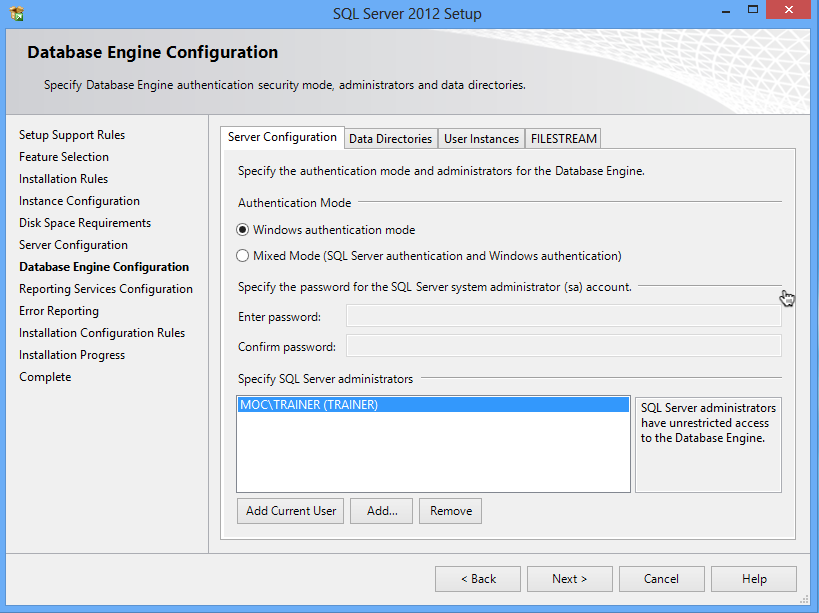 SQL Server 2012 Setup
Database Engine Configuration
Specify Database Engine authentication security mode, administrators and data directories.
Setup Support Rules
Feature Selection
Installation Rules
Instance Configuration
Disk Space Requirements
Server Configuration
Database Engine Configuration
Reporting Services Configuration
Error Reporting
Installation Configuration Rules
Installation Progress
Complete
Server Configuration Data Directories User Instances FILESTREAM
Specify the authentication mode and administrators for the Database Engine.
Authentication Mode
Windows authentication mode
Mixed Mode (SQL Server authentication and Windows authentication)
Specify the password for the SQL Server system administrator (sa) account.
Enter password:
Confirm password:
Specify SQL Server administrators
MOC\TRAINER (TRAINER)
SQL Server administrators
have unrestricted access
to the Database Engine.
Add Current User Add... Remove
< Back Next > Cancel Help